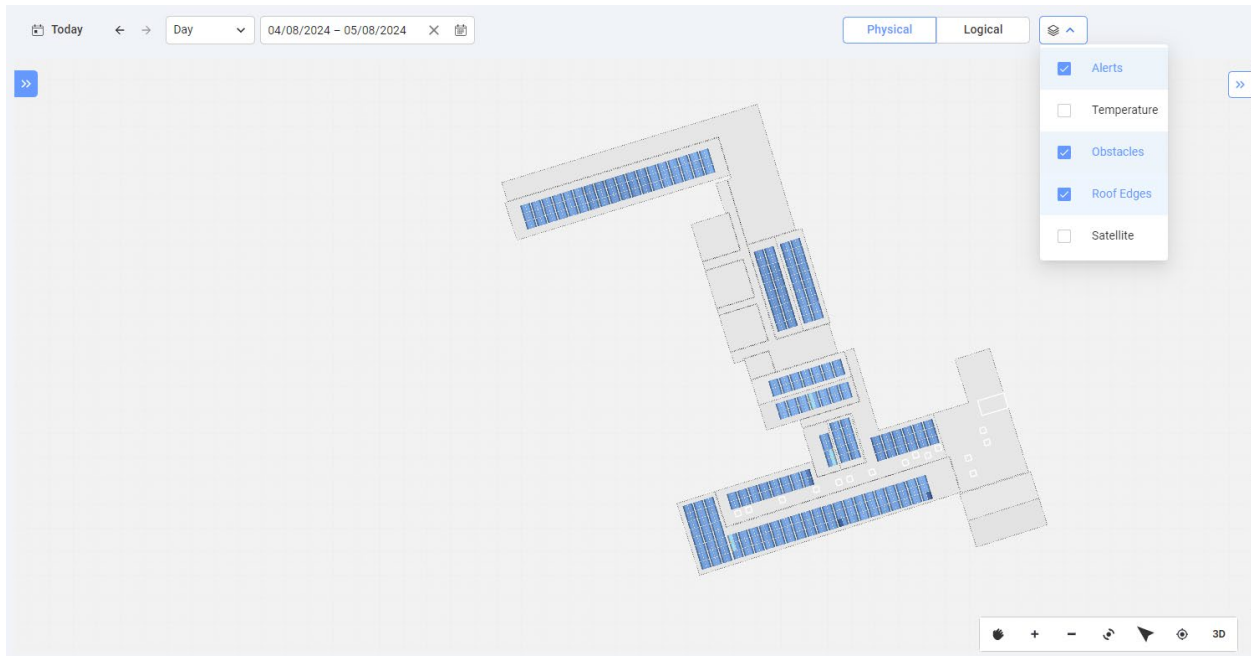 Today
Day
04/08/2024 – 05/08/2024
Physical
Logical
Alerts
Temperature
Obstacles
Roof Edges
Satellite
3D